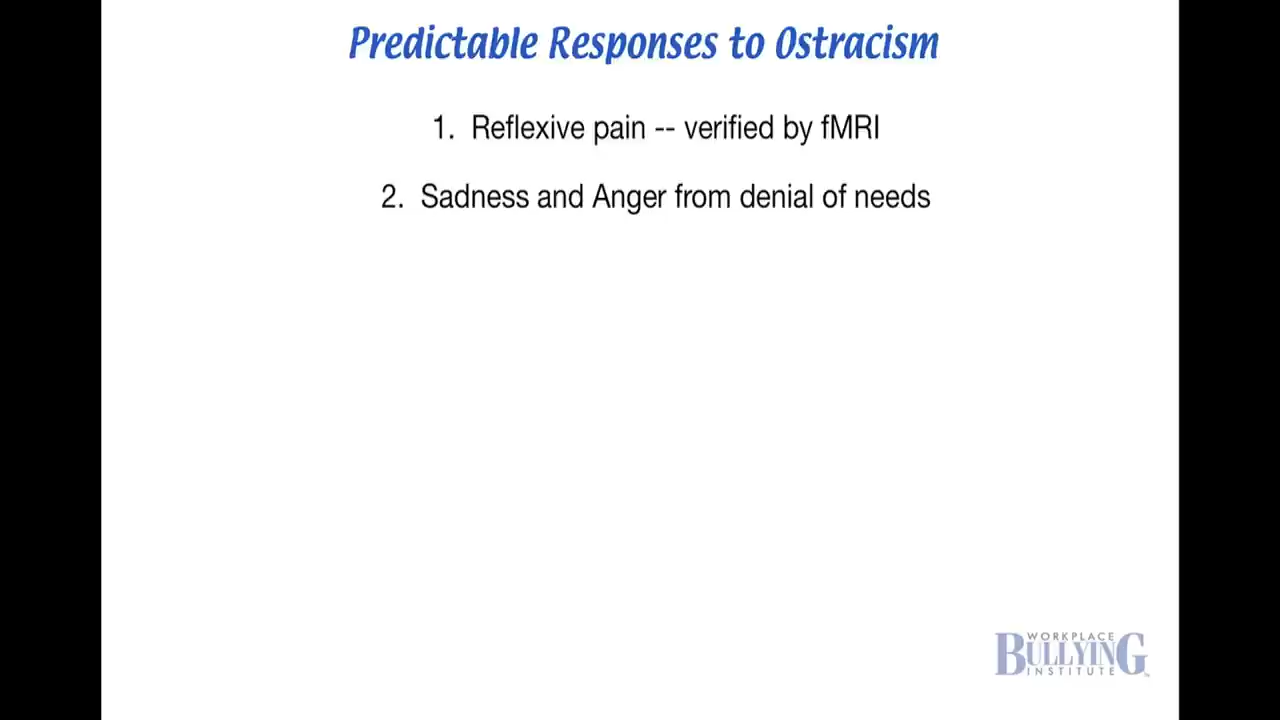 Predictable Responses to Ostracism
1. Reflexive pain -- verified by fMRI
2. Sadness and Anger from denial of needs
WORKPLACE
BULLYING
INSTITUTE